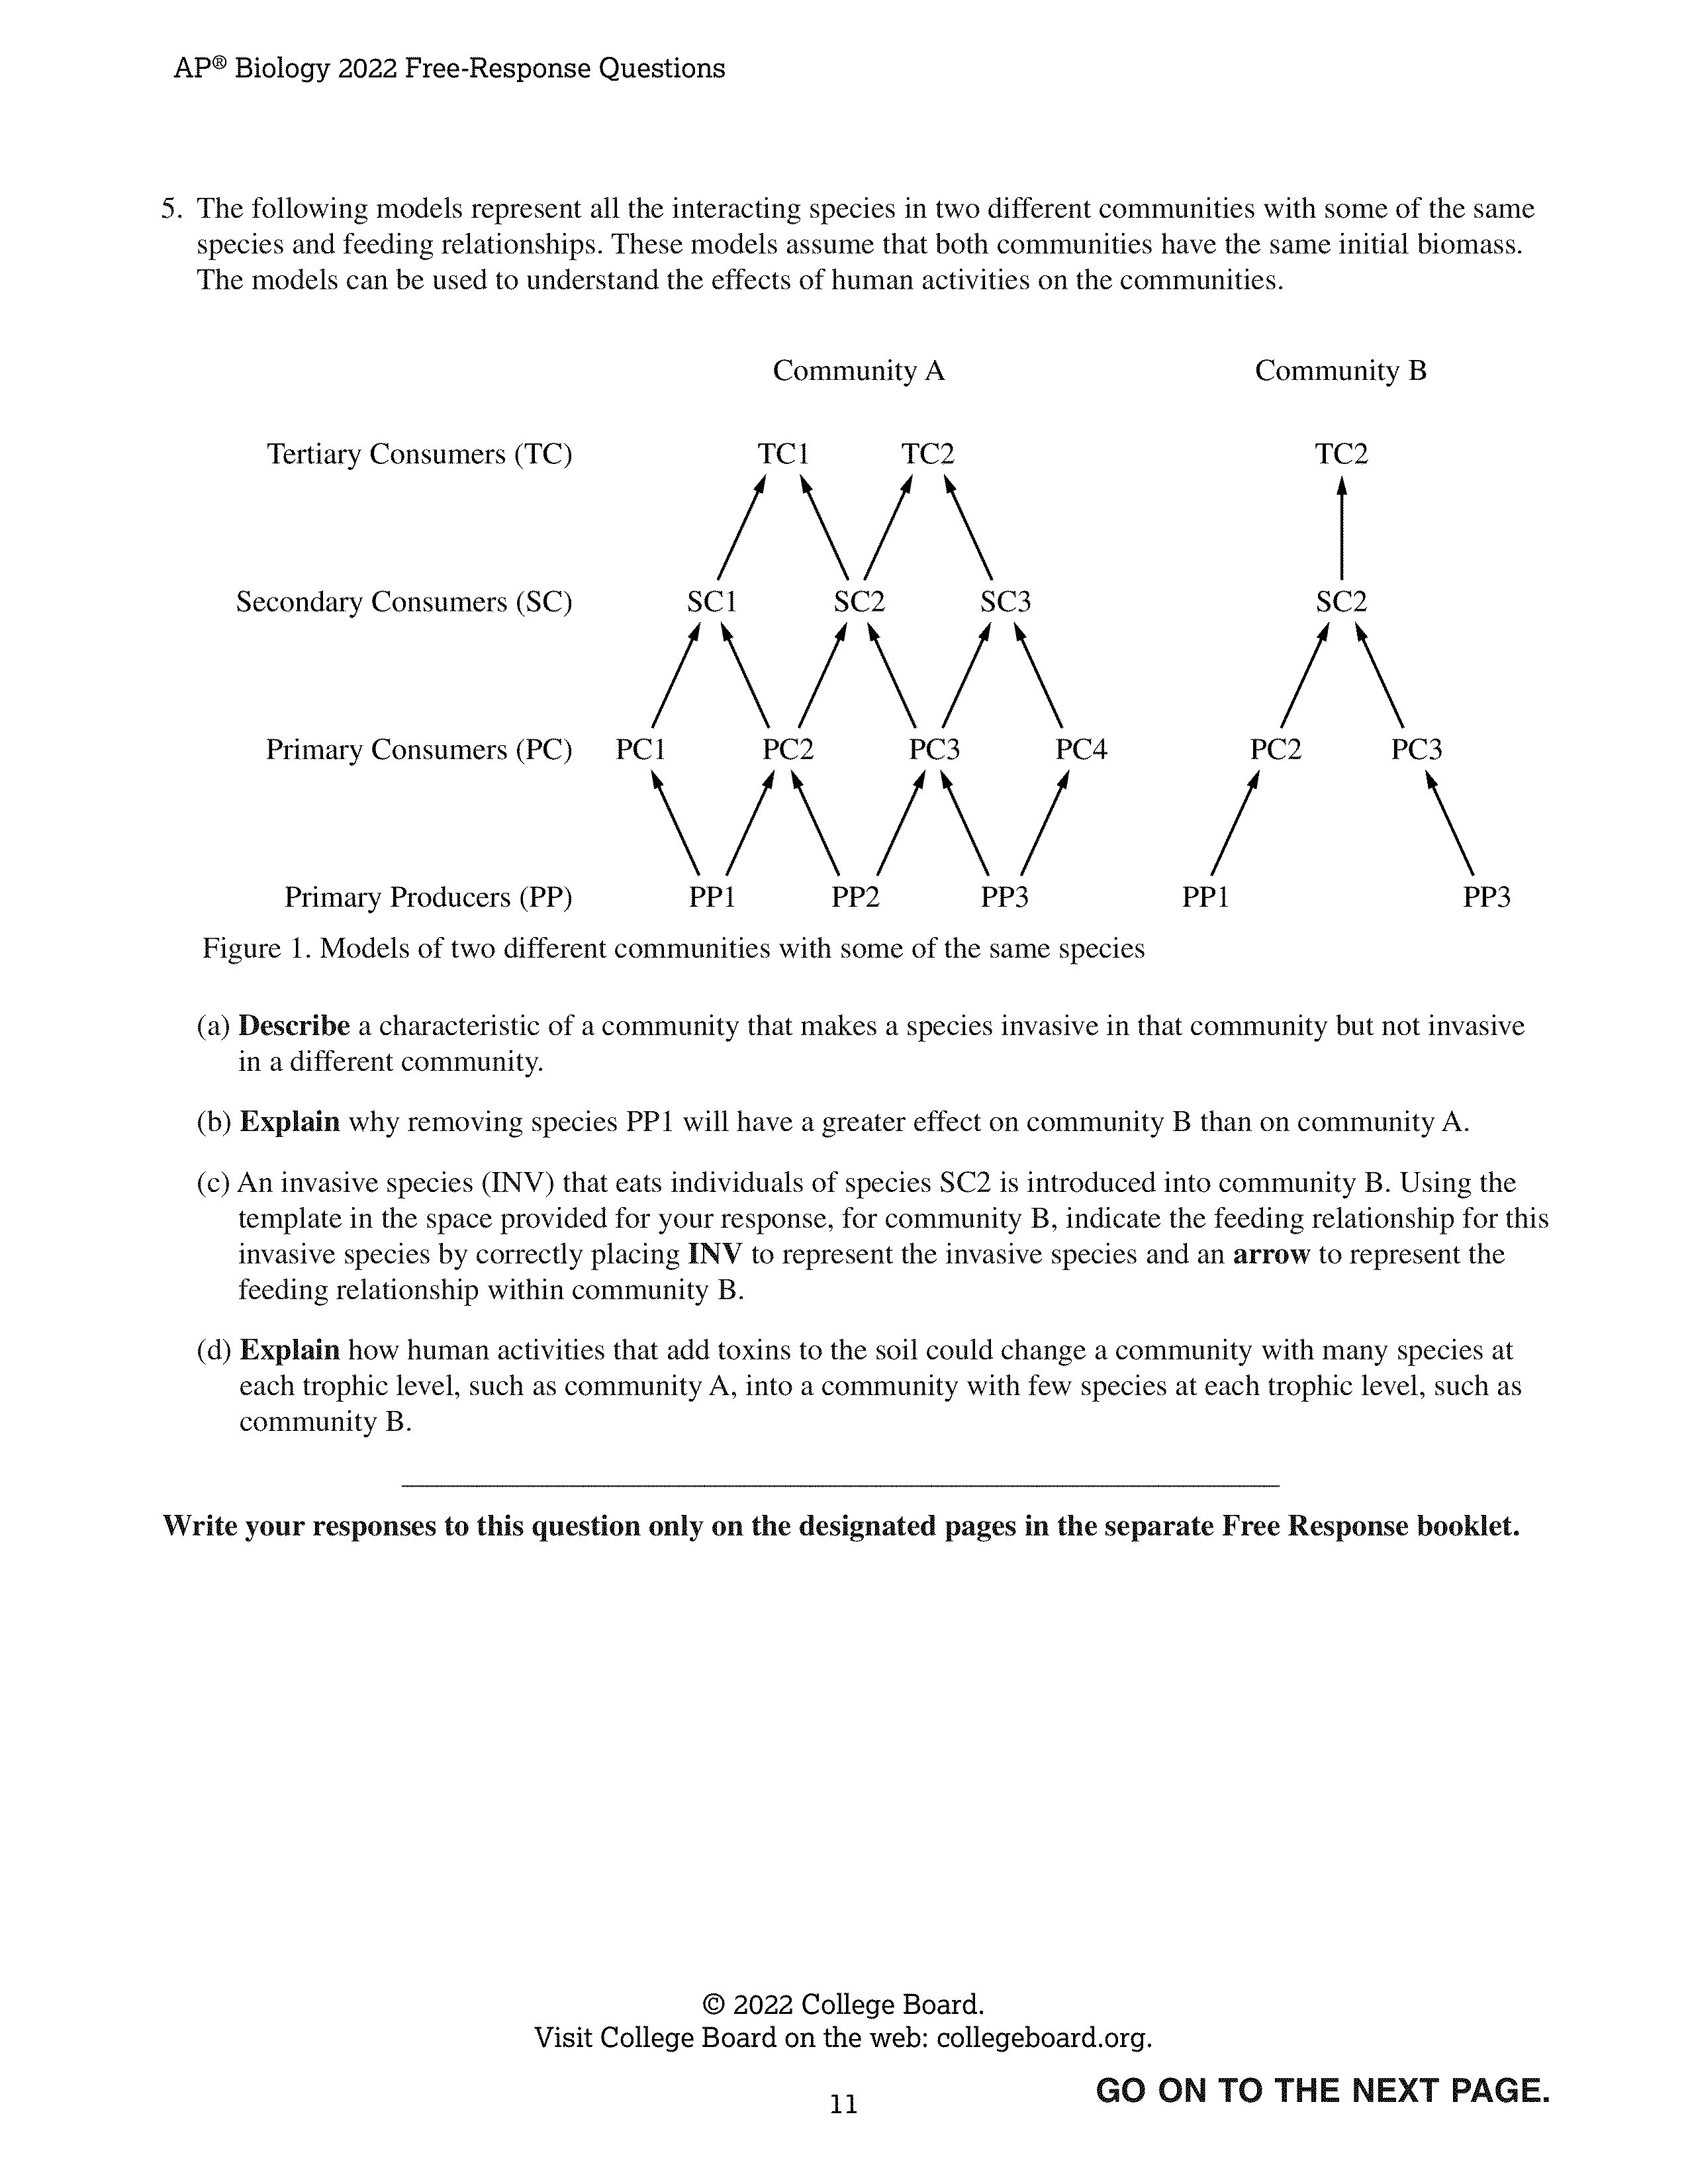 AP® Biology 2022 Free-Response Questions
5. The following models represent all the interacting species in two different communities with some of the same
species and feeding relationships. These models assume that both communities have the same initial biomass.
The models can be used to understand the effects of human activities on the communities.
Community A Community B
Tertiary Consumers (TC) TC1 TC2 TC2
Secondary Consumers (SC) SC1 SC2 SC3 SC2
Primary Consumers (PC) PC1 PC2 PC3 PC4 PC2 PC3
Primary Producers (PP) PP1 PP2 PP3 PP1 PP3
Figure 1. Models of two different communities with some of the same species
(a) Describe a characteristic of a community that makes a species invasive in that community but not invasive
in a different community.
(b) Explain why removing species PP1 will have a greater effect on community B than on community A.
(c) An invasive species (INV) that eats individuals of species SC2 is introduced into community B. Using the
template in the space provided for your response, for community B, indicate the feeding relationship for this
invasive species by correctly placing INV to represent the invasive species and an arrow to represent the
feeding relationship within community B.
(d) Explain how human activities that add toxins to the soil could change a community with many species at
each trophic level, such as community A, into a community with few species at each trophic level, such as
community B.
Write your responses to this question only on the designated pages in the separate Free Response booklet.
© 2022 College Board.
Visit College Board on the web: collegeboard.org.
GO ON TO THE NEXT PAGE.
11